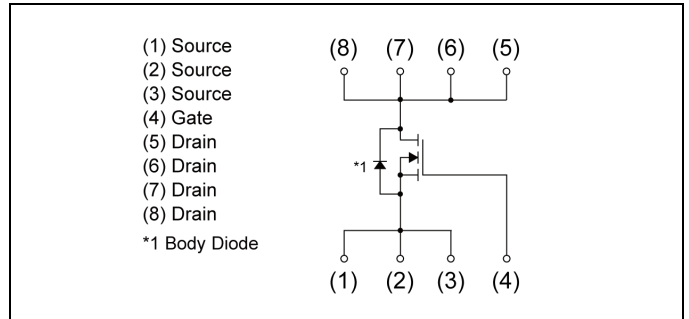 (1) Source
(2) Source
(3) Source
(4) Gate
(5) Drain
(6) Drain
(7) Drain
(8) Drain
*1 Body Diode
(8) (7) (6) (5)
*1
(1) (2) (3) (4)